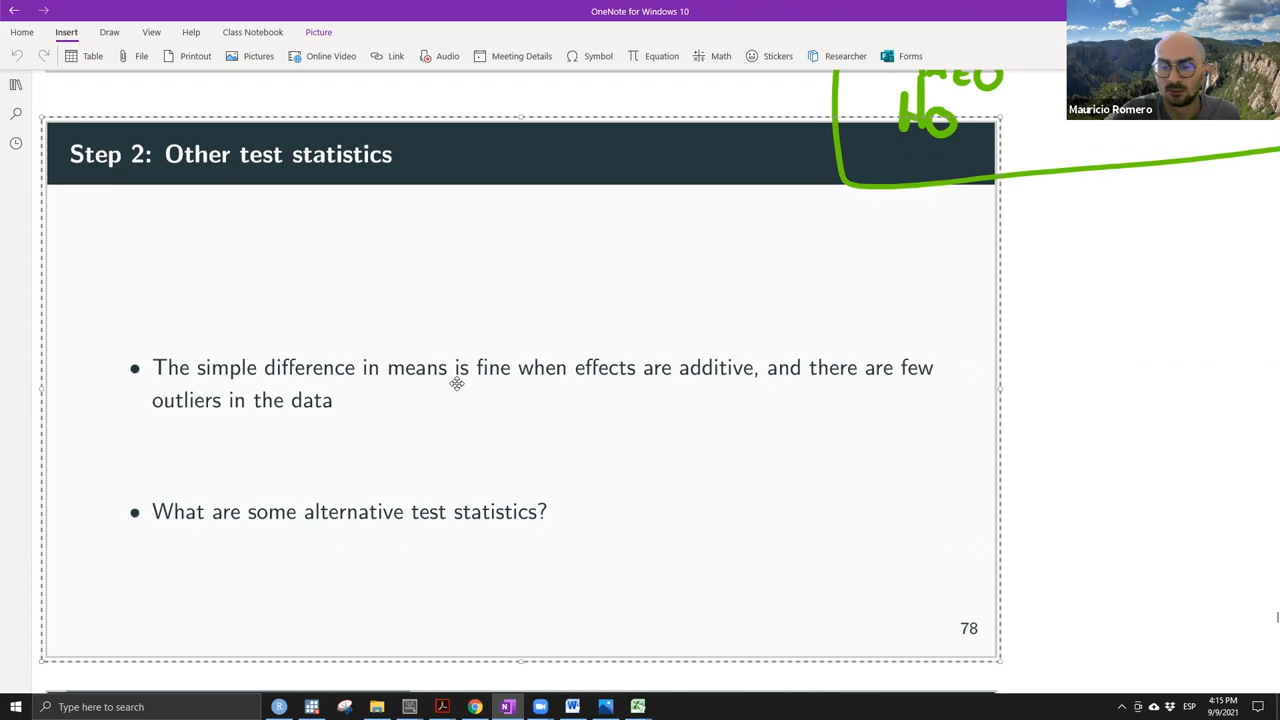 OneNote for Windows 10
Home Insert Draw View Help Class Notebook Picture
Table File Printout Pictures Online Video Link Audio Meeting Details Symbol Equation Math Stickers Researcher Forms
Mauricio Romero
H0
Step 2: Other test statistics
• The simple difference in means is fine when effects are additive, and there are few
outliers in the data
• What are some alternative test statistics?
78
Type here to search
ESP
4:15 PM
9/9/2021